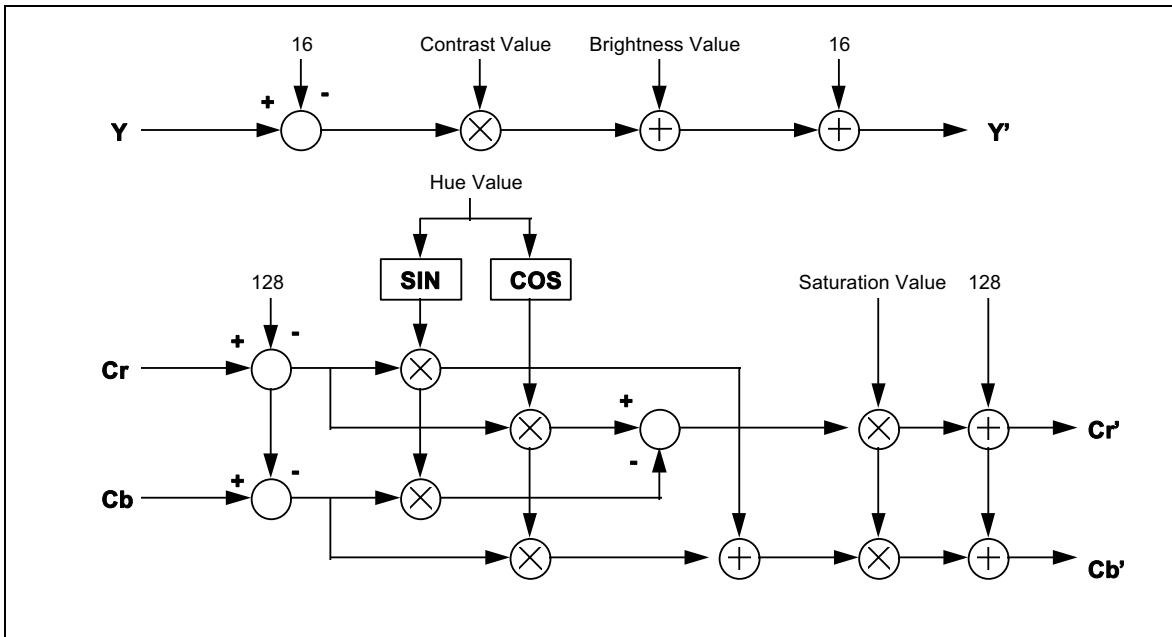 16 Contrast Value Brightness Value 16
+ -
Y × + + Y'
Hue Value
SIN COS
128 Saturation Value 128
+ -
Cr ×
× + × + Cr'
-
+ -
Cb ×
× + × + Cb'